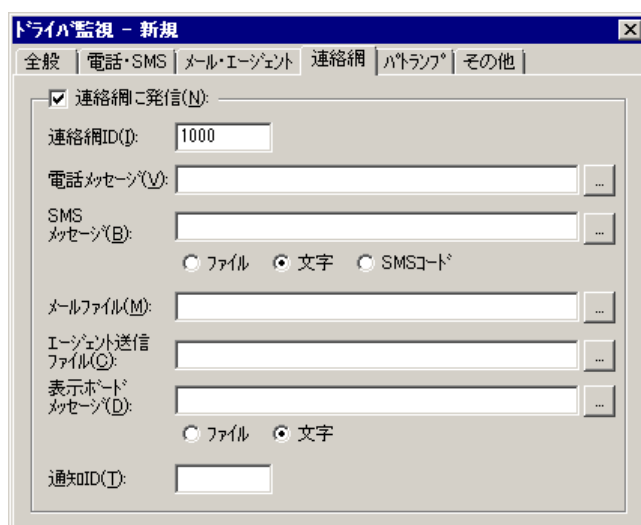 ﾄﾞﾗｲﾊﾞ監視 - 新規
全般 電話・SMS ﾒｰﾙ・ｴｰｼﾞｪﾝﾄ 連絡網 ﾊﾟﾄﾗﾝﾌﾟ その他
連絡網に発信(N):
連絡網ID(I): 1000
電話ﾒｯｾｰｼﾞ(V): ...
SMS
ﾒｯｾｰｼﾞ(B): ...
ﾌｧｲﾙ 文字 SMSｺｰﾄﾞ
ﾒｰﾙﾌｧｲﾙ(M): ...
ｴｰｼﾞｪﾝﾄ送信
ﾌｧｲﾙ(C): ...
表示ﾎﾞｰﾄﾞ
ﾒｯｾｰｼﾞ(D): ...
ﾌｧｲﾙ 文字
通知ID(T):